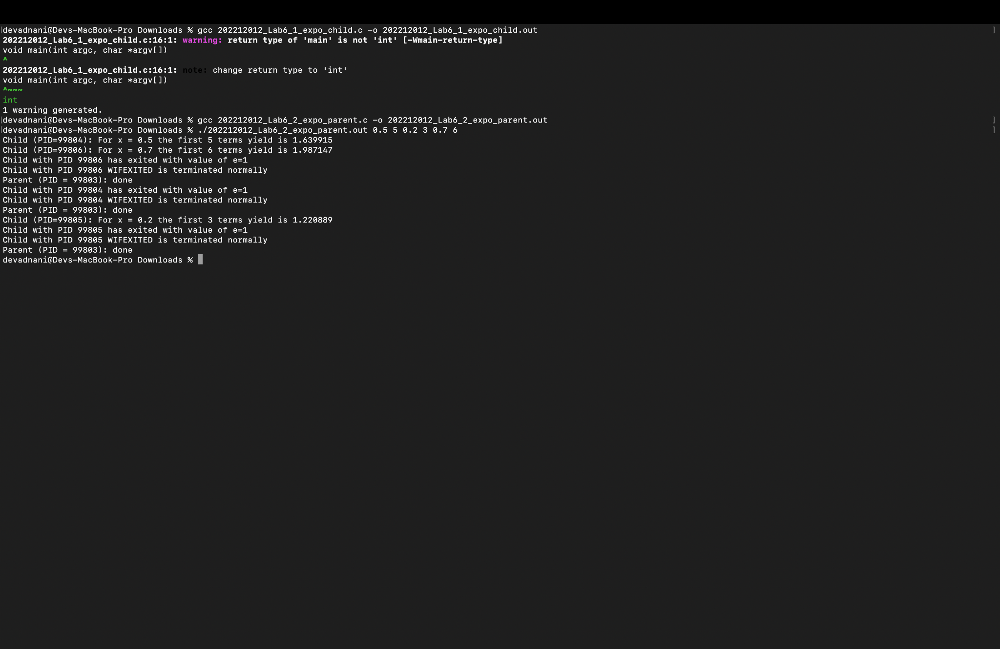 [devadnani@Devs-MacBook-Pro Downloads % gcc 202212012_Lab6_1_expo_child.c -o 202212012_Lab6_1_expo_child.out ]
202212012_Lab6_1_expo_child.c:16:1: warning: return type of 'main' is not 'int' [-Wmain-return-type]
void main(int argc, char *argv[])
^
202212012_Lab6_1_expo_child.c:16:1: note: change return type to 'int'
void main(int argc, char *argv[])
^~~~
int
1 warning generated.
[devadnani@Devs-MacBook-Pro Downloads % gcc 202212012_Lab6_2_expo_parent.c -o 202212012_Lab6_2_expo_parent.out ]
[devadnani@Devs-MacBook-Pro Downloads % ./202212012_Lab6_2_expo_parent.out 0.5 5 0.2 3 0.7 6 ]
Child (PID=99804): For x = 0.5 the first 5 terms yield is 1.639915
Child (PID=99806): For x = 0.7 the first 6 terms yield is 1.987147
Child with PID 99806 has exited with value of e=1
Child with PID 99806 WIFEXITED is terminated normally
Parent (PID = 99803): done
Child with PID 99804 has exited with value of e=1
Child with PID 99804 WIFEXITED is terminated normally
Parent (PID = 99803): done
Child (PID=99805): For x = 0.2 the first 3 terms yield is 1.220889
Child with PID 99805 has exited with value of e=1
Child with PID 99805 WIFEXITED is terminated normally
Parent (PID = 99803): done
devadnani@Devs-MacBook-Pro Downloads %